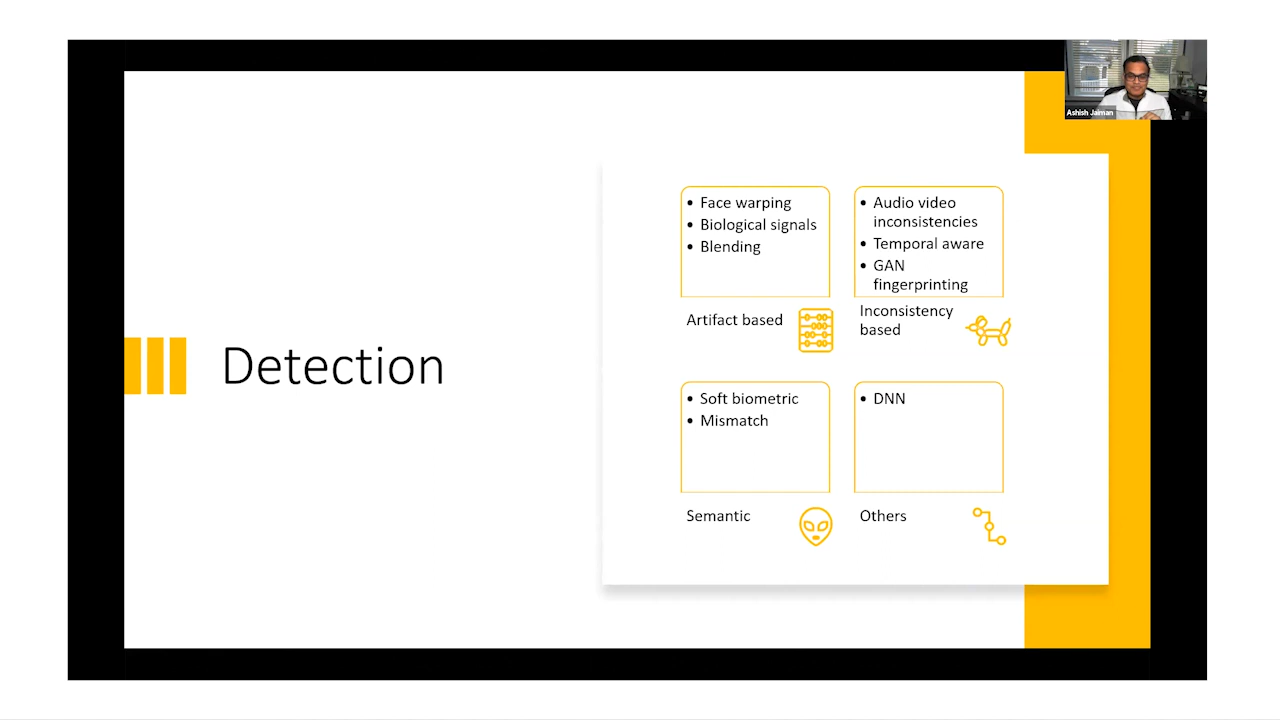 Ashish Jaiman
Detection
• Face warping
• Biological signals
• Blending
Artifact based
• Audio video
inconsistencies
• Temporal aware
• GAN
fingerprinting
Inconsistency
based
• Soft biometric
• Mismatch
Semantic
• DNN
Others